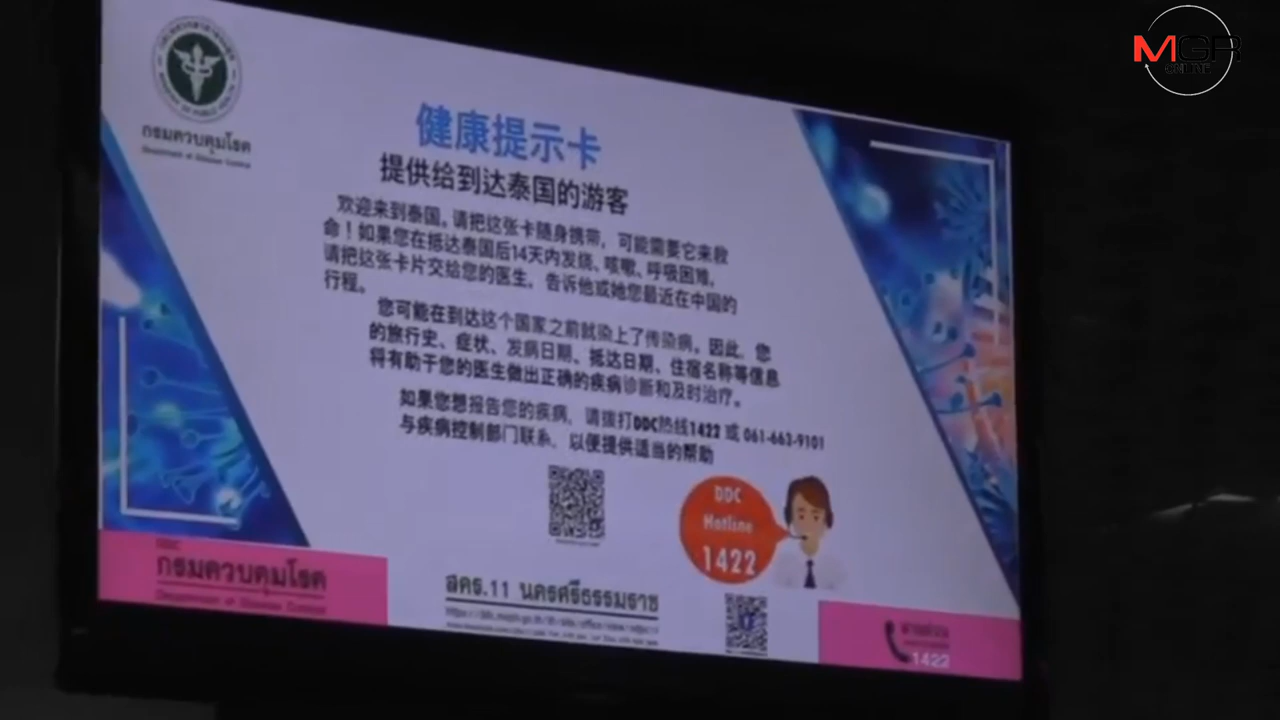 MGR
ONLINE
กรมควบคุมโรค
Department of Disease Control
健康提示卡
提供给到达泰国的游客
欢迎来到泰国。请把这张卡随身携带，可能需要它来救
命！如果您在抵达泰国后14天内发烧、咳嗽、呼吸困难，
请把这张卡片交给您的医生。告诉他或她您最近在中国的
行程。
您可能在到达这个国家之前就染上了传染病。因此，您
的旅行史、症状、发病日期、抵达日期、住宿名称等信息
将有助于您的医生做出正确的疾病诊断和及时治疗。
如果您想报告您的疾病，请拨打DDC热线1422 或 061-663-9101
与疾病控制部门联系，以便提供适当的帮助
DDC
Hotline
1422
DDC
กรมควบคุมโรค
Department of Disease Control
สคร.11 นครศรีธรรมราช
สายด่วน
1422